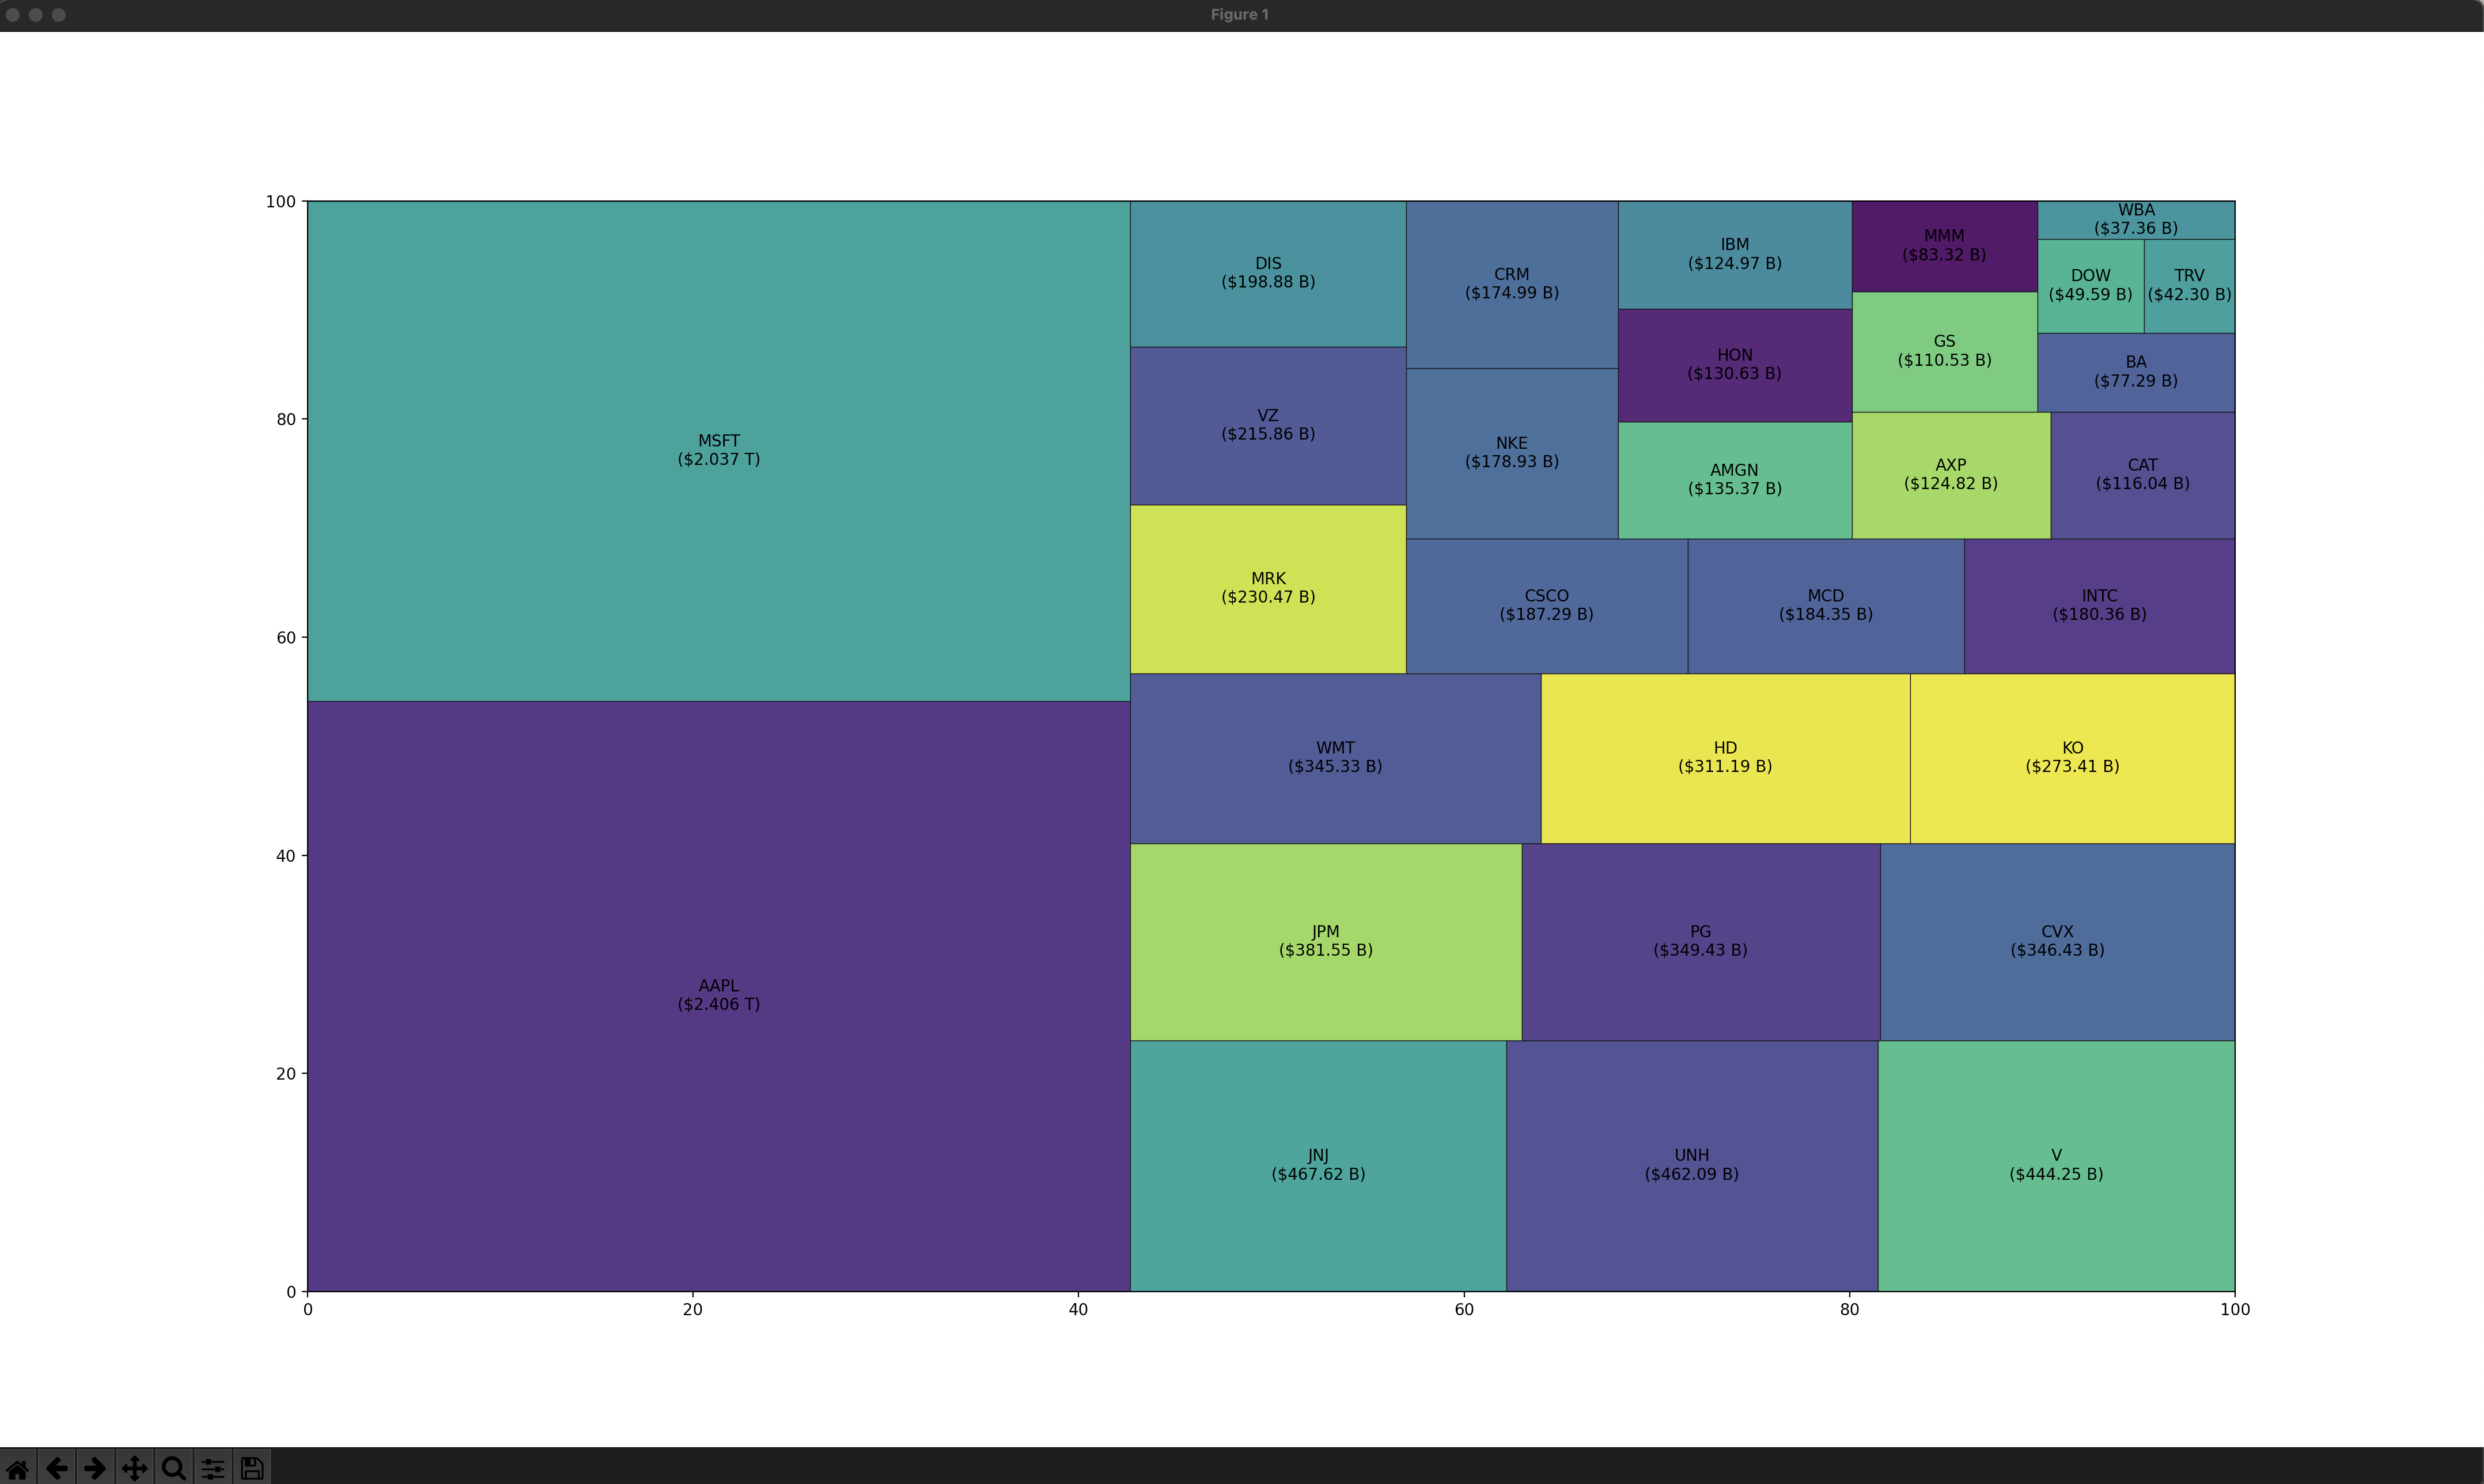 Figure 1
100
80
60
40
20
0
0
20
40
60
80
100
MSFT
($2.037 T)
AAPL
($2.406 T)
DIS
($198.88 B)
VZ
($215.86 B)
MRK
($230.47 B)
CRM
($174.99 B)
NKE
($178.93 B)
IBM
($124.97 B)
HON
($130.63 B)
AMGN
($135.37 B)
MMM
($83.32 B)
GS
($110.53 B)
WBA
($37.36 B)
DOW
($49.59 B)
TRV
($42.30 B)
BA
($77.29 B)
AXP
($124.82 B)
CAT
($116.04 B)
CSCO
($187.29 B)
MCD
($184.35 B)
INTC
($180.36 B)
WMT
($345.33 B)
HD
($311.19 B)
KO
($273.41 B)
JPM
($381.55 B)
PG
($349.43 B)
CVX
($346.43 B)
JNJ
($467.62 B)
UNH
($462.09 B)
V
($444.25 B)